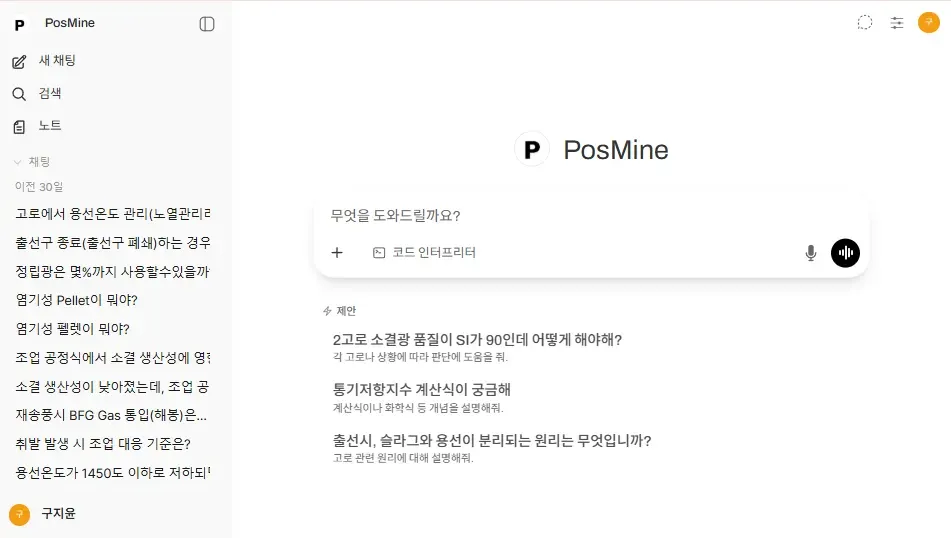 P PosMine
새 채팅
검색
노트
채팅
이전 30일
고로에서 용선온도 관리(노열관리
출선구 종료(출선구 폐쇄)하는 경우
정립광은 몇%까지 사용할수있을까
염기성 Pellet이 뭐야?
염기성 펠렛이 뭐야?
조업 공정식에서 소결 생산성에
소결 생산성이 낮아졌는데, 조업 공
재송풍시 BFG Gas 통입(해봉)은...
취발 발생 시 조업 대응 기준은?
용선온도가 1450도 이하로
구 구지윤
구
P PosMine
무엇을 도와드릴까요?
코드 인터프리터
제안
2고로 소결광 품질이 SI가 90인데 어떻게 해야해?
각 고로나 상황에 따라 판단에 도움을 줘.
통기저항지수 계산식이 궁금해
계산식이나 화학식 등 개념을 설명해줘.
출선시, 슬라그와 용선이 분리되는 원리는 무엇입니까?
고로 관련 원리에 대해 설명해줘.